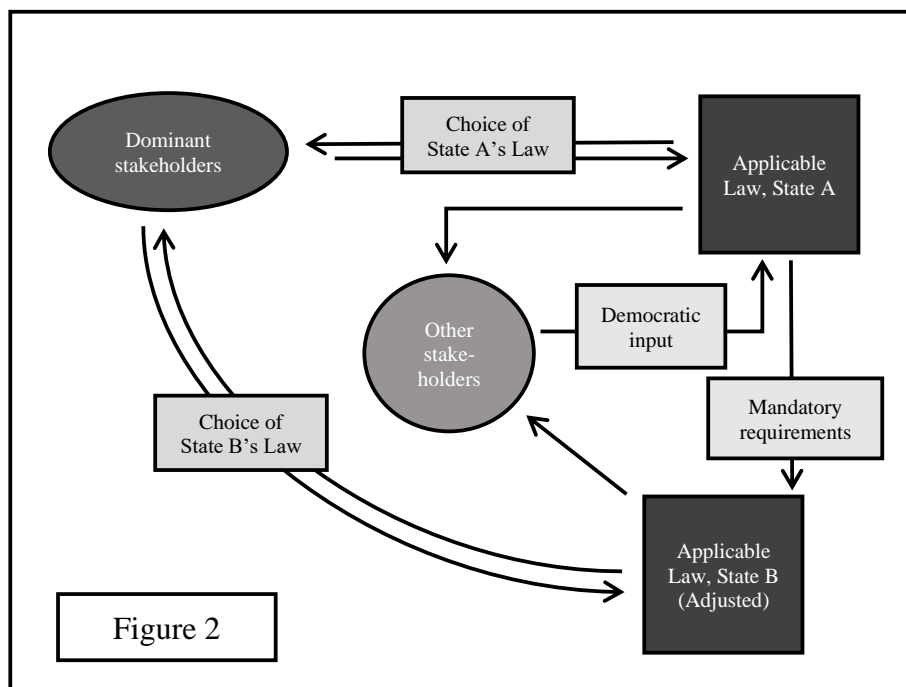 Dominant
stakeholders
Choice of
State A’s Law
Applicable
Law, State A
Other
stake-
holders
Democratic
input
Mandatory
requirements
Choice of
State B’s Law
Applicable
Law, State B
(Adjusted)
Figure 2